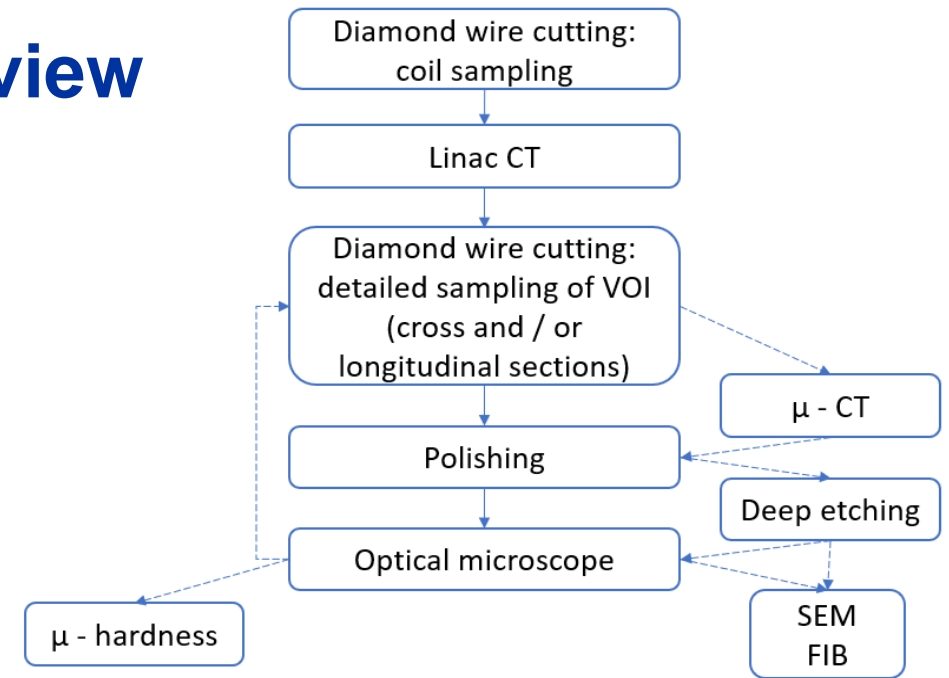 view
Diamond wire cutting:
coil sampling
Linac CT
Diamond wire cutting:
detailed sampling of VOI
(cross and / or
longitudinal sections)
μ - CT
Polishing
Deep etching
Optical microscope
μ - hardness
SEM
FIB